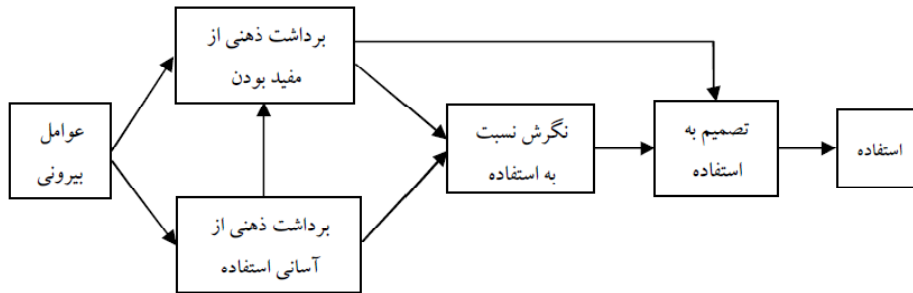 برداشت ذهنی از
مفید بودن
عوامل
بیرونی
نگرش نسبت
به استفاده
تصمیم به
استفاده
استفاده
برداشت ذهنی از
آسانی استفاده